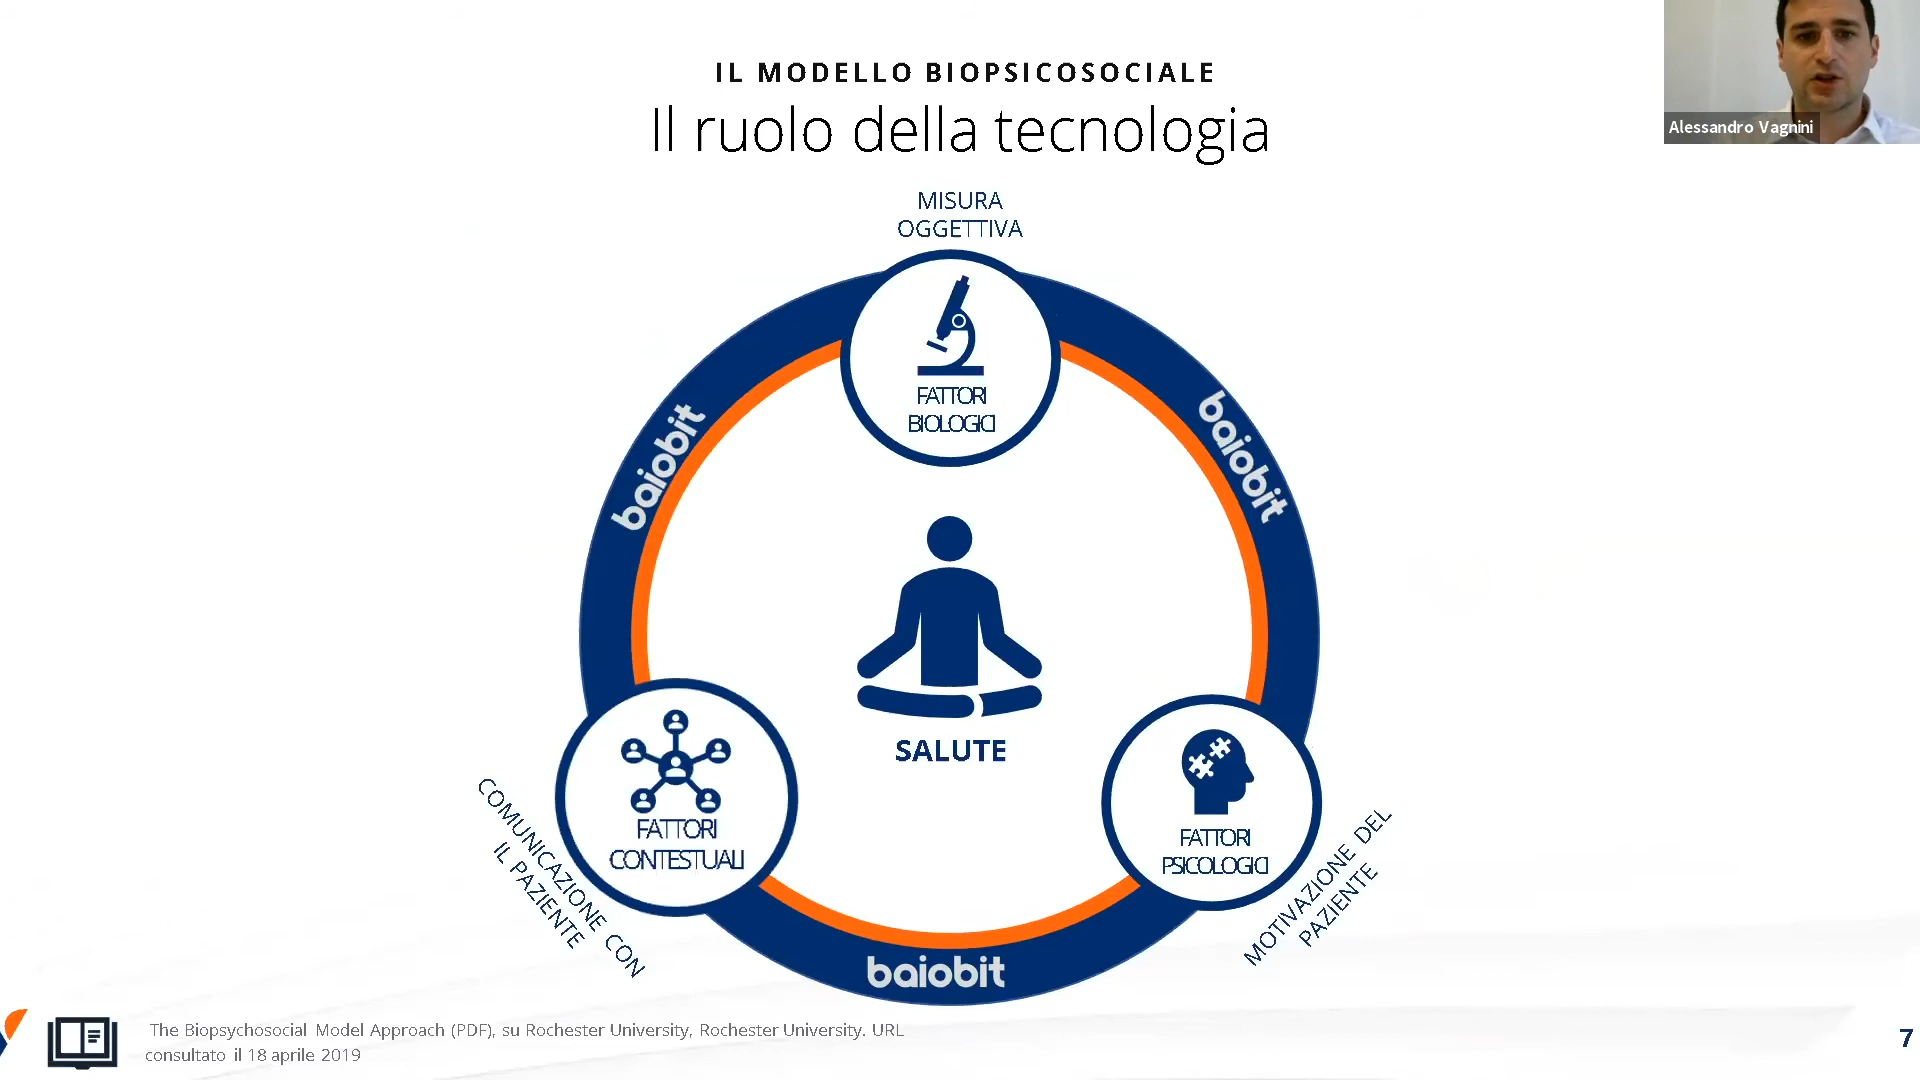 IL MODELLO BIOPSICOSOCIALE
Il ruolo della tecnologia
Alessandro Vagnini
MISURA
OGGETTIVA
FATTORI
BIOLOGICI
baiobit
baiobit
SALUTE
FATTORI
CONTESTUALI
FATTORI
PSICOLOGICI
COMUNICAZIONE CON
IL PAZIENTE
MOTIVAZIONE DEL
PAZIENTE
baiobit
The Biopsychosocial Model Approach (PDF), su Rochester University, Rochester University. URL
consultato il 18 aprile 2019
7